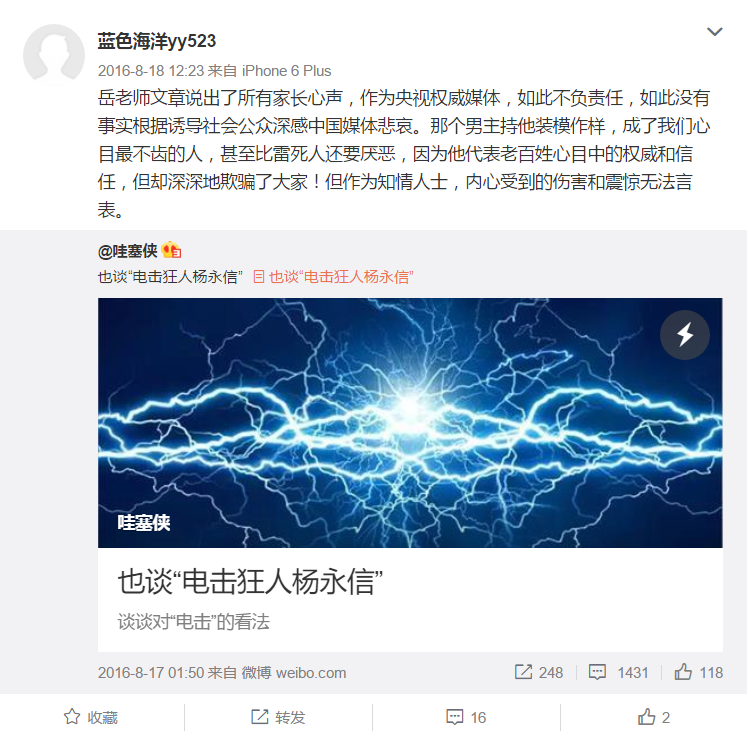 蓝色海洋yy523
2016-8-18 12:23 来自 iPhone 6 Plus
岳老师文章说出了所有家长心声，作为央视权威媒体，如此不负责任，如此没有
事实根据诱导社会公众深感中国媒体悲哀。那个男主持他装模作样，成了我们心
目最不齿的人，甚至比雷死人还要厌恶，因为他代表老百姓心目中的权威和信
任，但却深深地欺骗了大家！但作为知情人士，内心受到的伤害和震惊无法言
表。
@哇塞侠
也谈“电击狂人杨永信” 也谈“电击狂人杨永信”
哇塞侠
也谈“电击狂人杨永信”
谈谈对“电击”的看法
2016-8-17 01:50 来自 微博 weibo.com 248 1431 118
收藏 转发 16 2